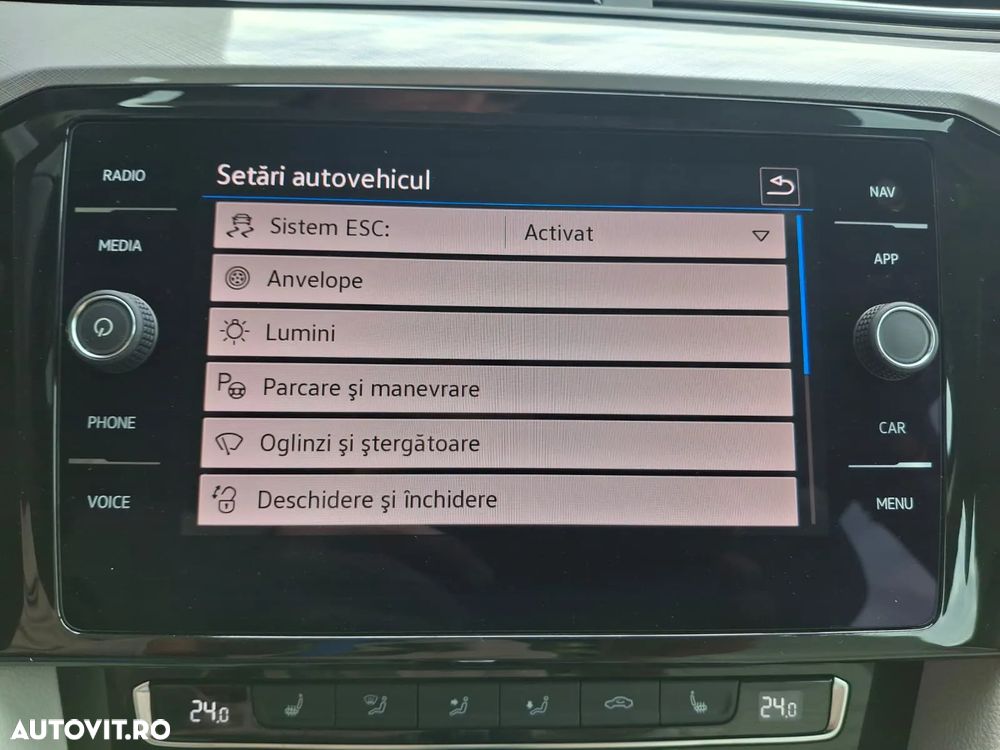 Setări autovehicul
RADIO
NAV
Sistem ESC: Activat
MEDIA
APP
Anvelope
Lumini
P Parcare şi manevrare
PHONE
CAR
Oglinzi şi ştergătoare
VOICE
MENU
Deschidere şi închidere
24.0
24.0
AUTOVIT.RO